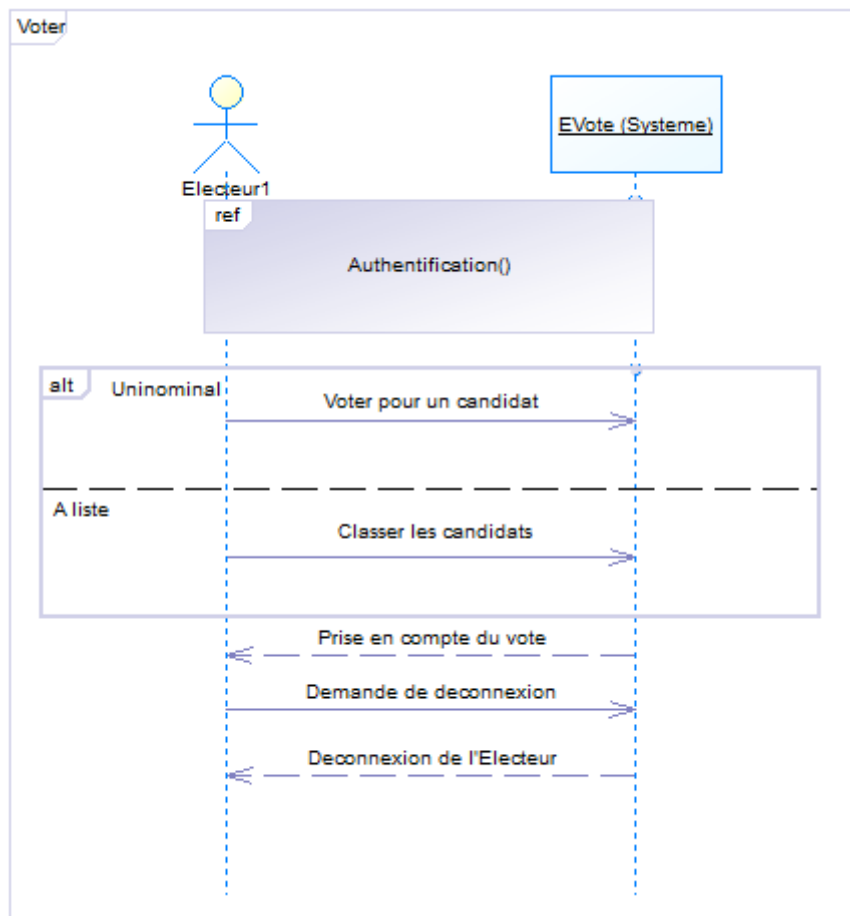 Voter
EVote (Systeme)
Electeur1
ref
Authentification()
alt
Uninominal
Voter pour un candidat
A liste
Classer les candidats
Prise en compte du vote
Demande de deconnexion
Deconnexion de l'Electeur